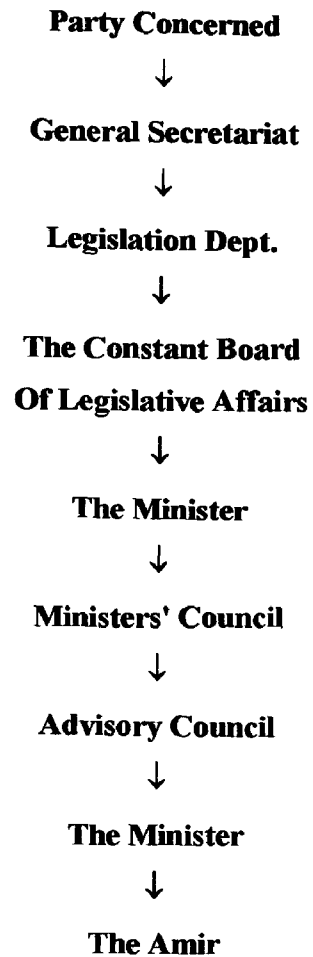 Party Concerned
↓
General Secretariat
↓
Legislation Dept.
↓
The Constant Board
Of Legislative Affairs
↓
The Minister
↓
Ministers' Council
↓
Advisory Council
↓
The Minister
↓
The Amir